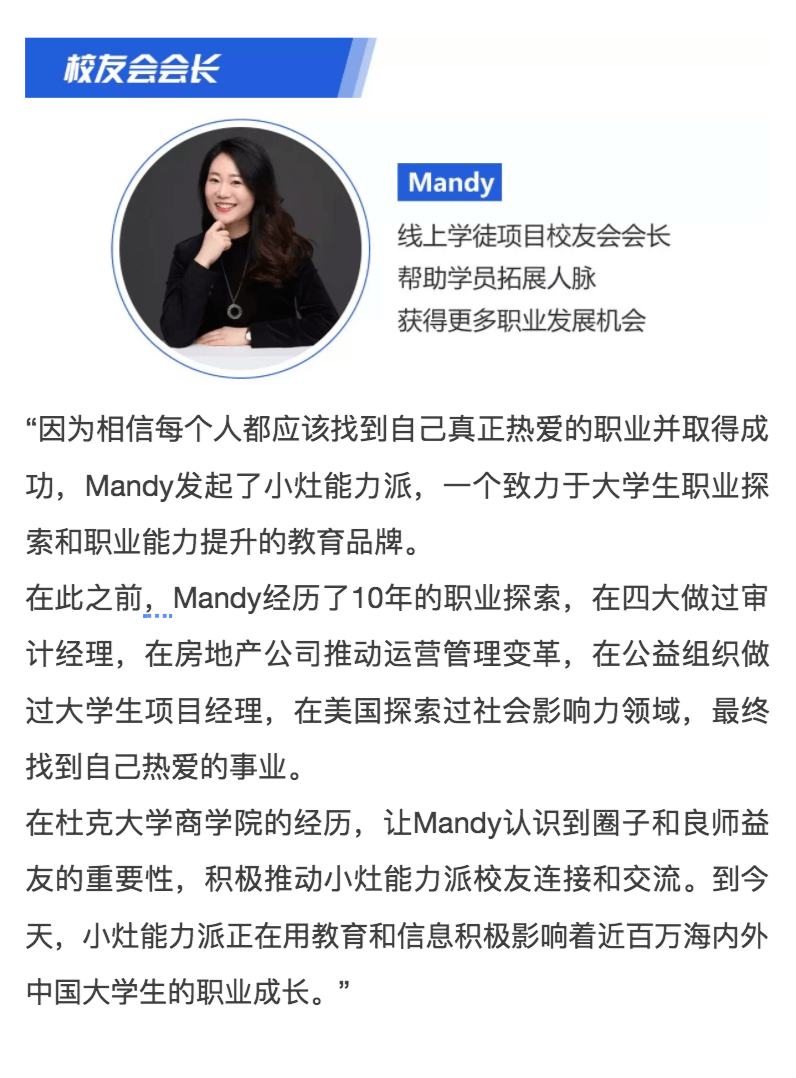 校友会会长
Mandy
线上学徒项目校友会会长
帮助学员拓展人脉
获得更多职业发展机会
“因为相信每个人都应该找到自己真正热爱的职业并取得成
功，Mandy发起了小灶能力派，一个致力于大学生职业探
索和职业能力提升的教育品牌。
在此之前，Mandy经历了10年的职业探索，在四大做过审
计经理，在房地产公司推动运营管理变革，在公益组织做
过大学生项目经理，在美国探索过社会影响力领域，最终
找到自己热爱的事业。
在杜克大学商学院的经历，让Mandy认识到圈子和良师益
友的重要性，积极推动小灶能力派校友连接和交流。到今
天，小灶能力派正在用教育和信息积极影响着近百万海内外
中国大学生的职业成长。”